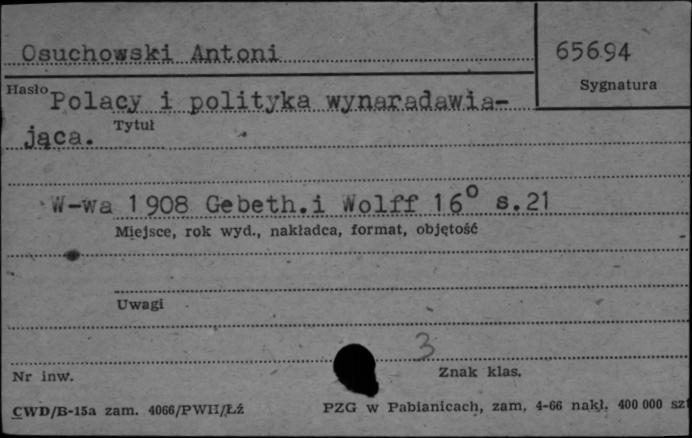 Osuchowski Antoni
65694
Sygnatura
Hasło Polacy i polityka wynaradawia-
jąca.
Tytuł
W-wa 1908 Gebeth.i Wolff 16° s.21
Miejsce, rok wyd., nakładca, format, objętość
Uwagi
3
Nr inw.
Znak klas.
CWD/B-15a zam. 4066/PWH/Łź
PZG w Pabianicach, zam. 4-66 nakł. 400 000 szt